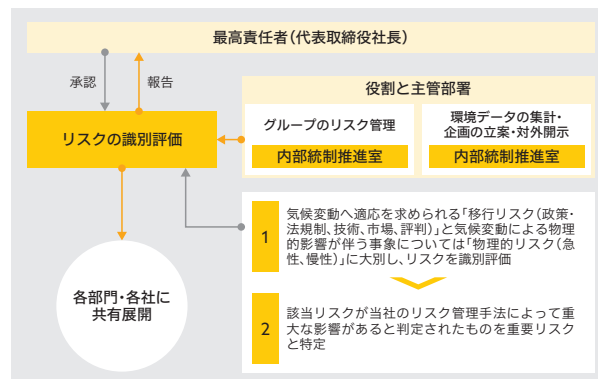 最高責任者（代表取締役社長）
承認
報告
役割と主管部署
リスクの識別評価
グループのリスク管理
内部統制推進室
環境データの集計・
企画の立案・対外開示
内部統制推進室
1
気候変動へ適応を求められる「移行リスク（政策・
法規制、技術、市場、評判）」と気候変動による物理
的影響が伴う事象については「物理的リスク（急
性、慢性）」に大別し、リスクを識別評価
各部門・各社に
共有展開
2
該当リスクが当社のリスク管理手法によって重
大な影響があると判定されたものを重要リスク
と特定